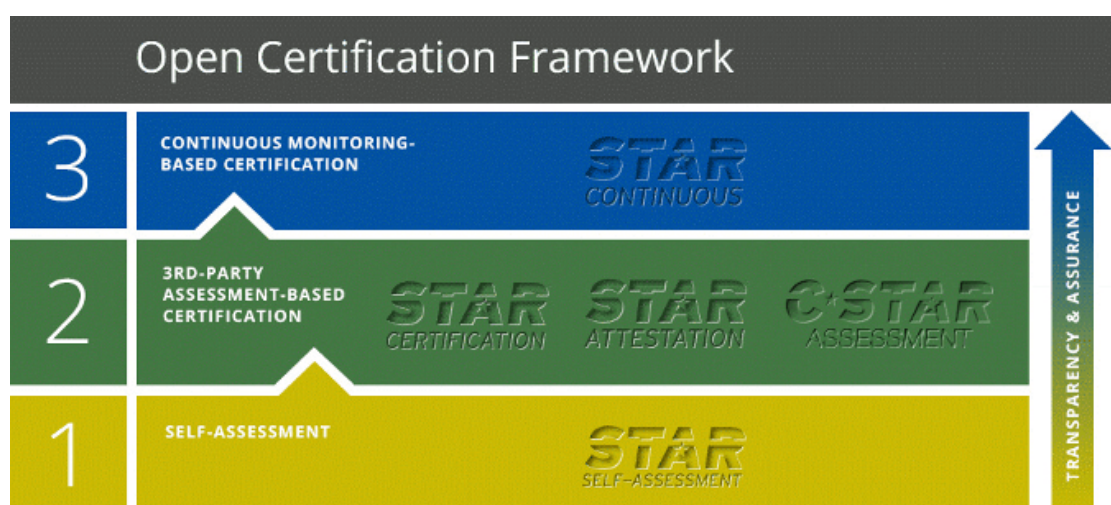 Open Certification Framework
3
CONTINUOUS MONITORING-
BASED CERTIFICATION
STAR
CONTINUOUS
2
3RD-PARTY
ASSESSMENT-BASED
CERTIFICATION
STAR
CERTIFICATION
STAR
ATTESTATION
C★STAR
ASSESSMENT
1
SELF-ASSESSMENT
STAR
SELF-ASSESSMENT
TRANSPARENCY & ASSURANCE